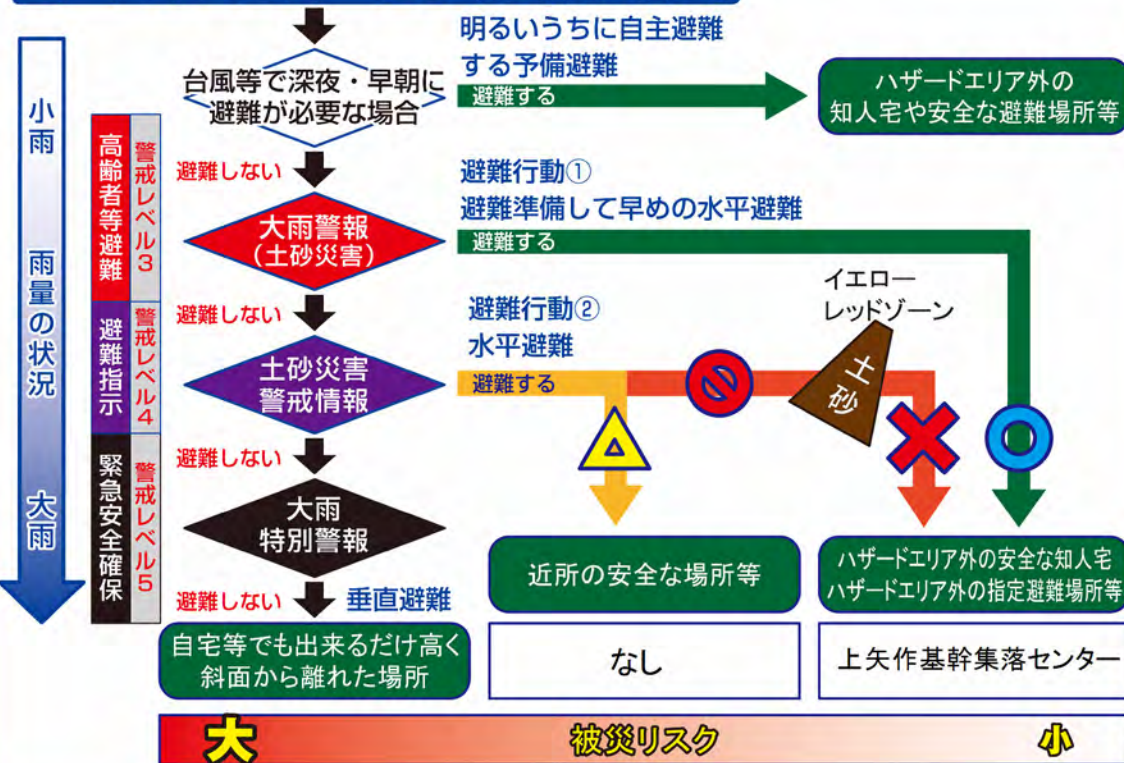 明るいうちに自主避難
する予備避難
台風等で深夜・早朝に
避難が必要な場合
避難する
ハザードエリア外の
知人宅や安全な避難場所等
小雨
雨量の状況
大雨
高齢者等避難
警戒レベル3
避難しない
避難行動①
避難準備して早めの水平避難
大雨警報
(土砂災害)
避難する
イエロー
レッドゾーン
避難指示
警戒レベル4
避難しない
避難行動②
水平避難
土砂災害
警戒情報
避難する
土砂
緊急安全確保
警戒レベル5
避難しない
大雨
特別警報
近所の安全な場所等
ハザードエリア外の安全な知人宅
ハザードエリア外の指定避難場所等
避難しない
垂直避難
自宅等でも出来るだけ高く
斜面から離れた場所
なし
上矢作基幹集落センター
大
被災リスク
小